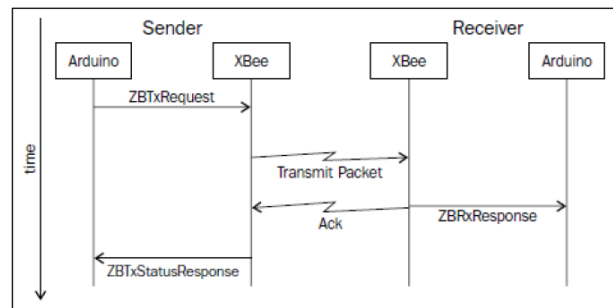 Sender
Receiver
Arduino
XBee
XBee
Arduino
ZBTxRequest
time
Transmit Packet
Ack
ZBRxResponse
ZBTxStatusResponse